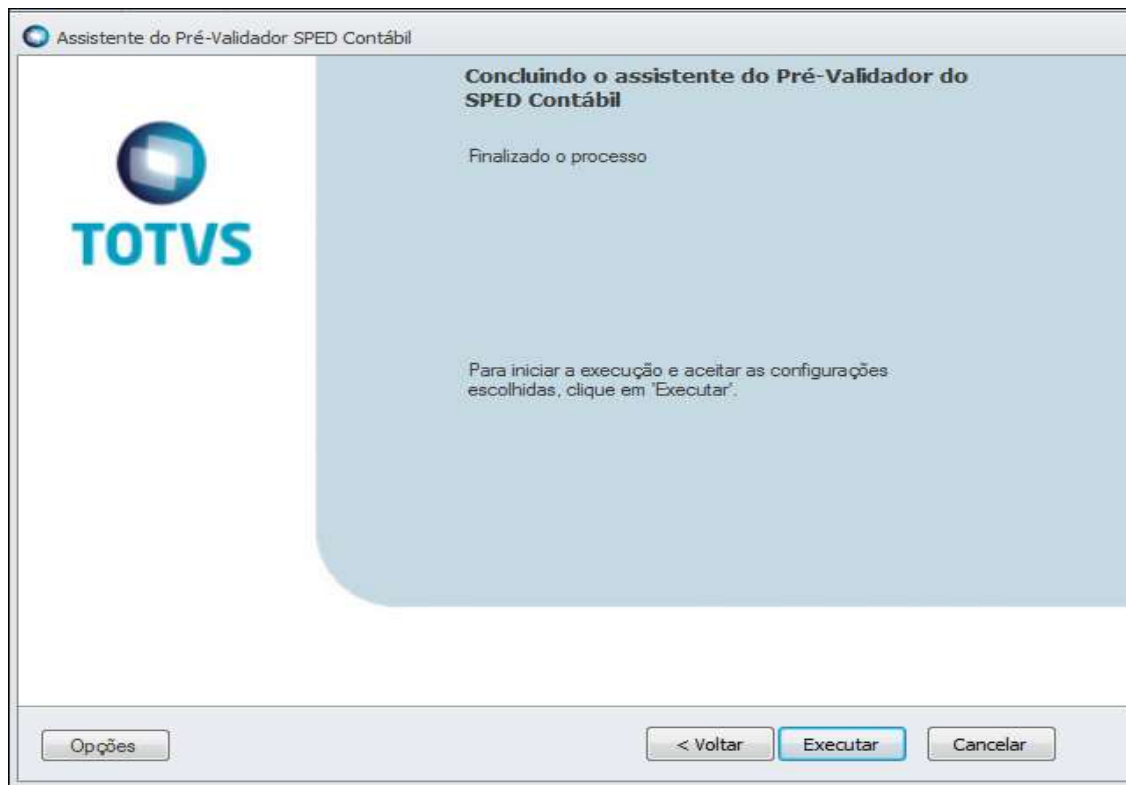 Assistente do Pré-Validador SPED Contábil
Concluindo o assistente do Pré-Validador do
SPED Contábil
Finalizado o processo
TOTVS
Para iniciar a execução e aceitar as configurações
escolhidas, clique em 'Executar'.
Opções
< Voltar
Executar
Cancelar